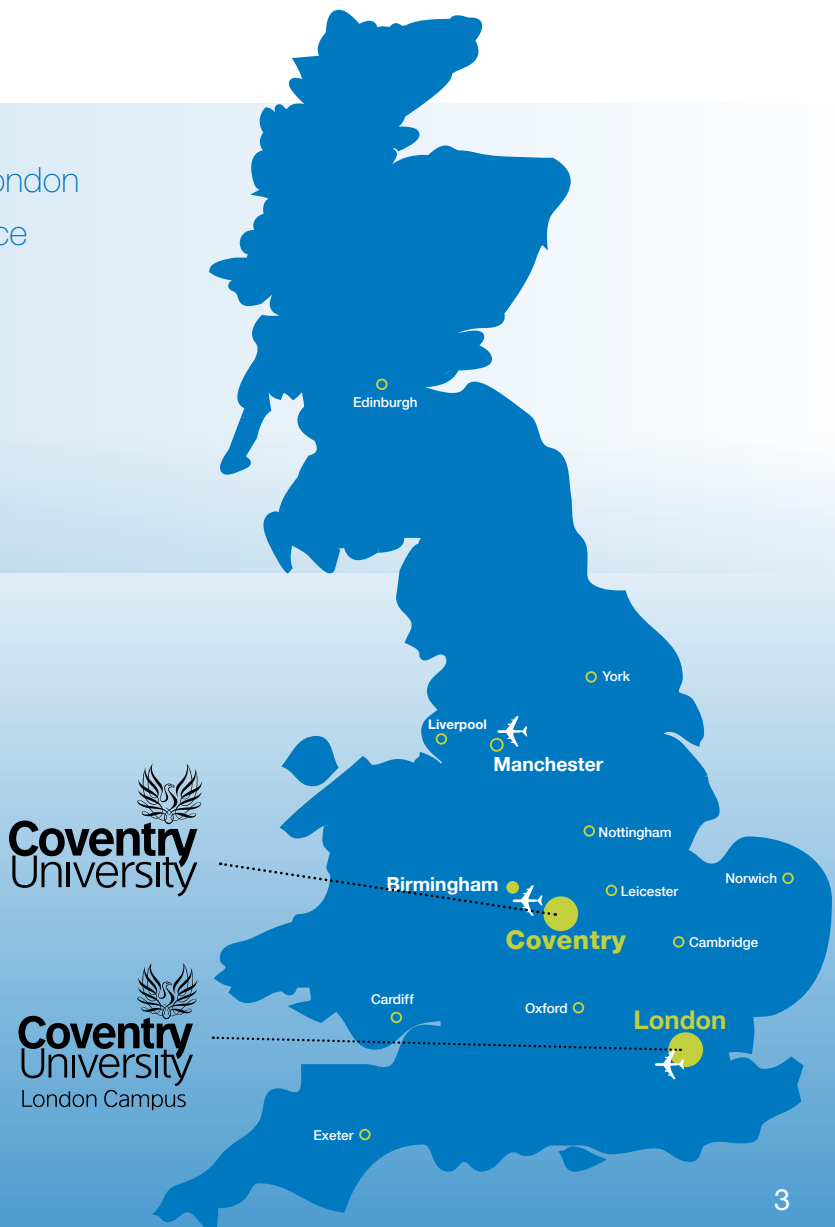 ondon
ce
Edinburgh
York
Liverpool
Manchester
Nottingham
Coventry
University
Birmingham
Leicester
Norwich
Coventry
Cambridge
Cardiff
Oxford
London
Coventry
University
London Campus
Exeter
3